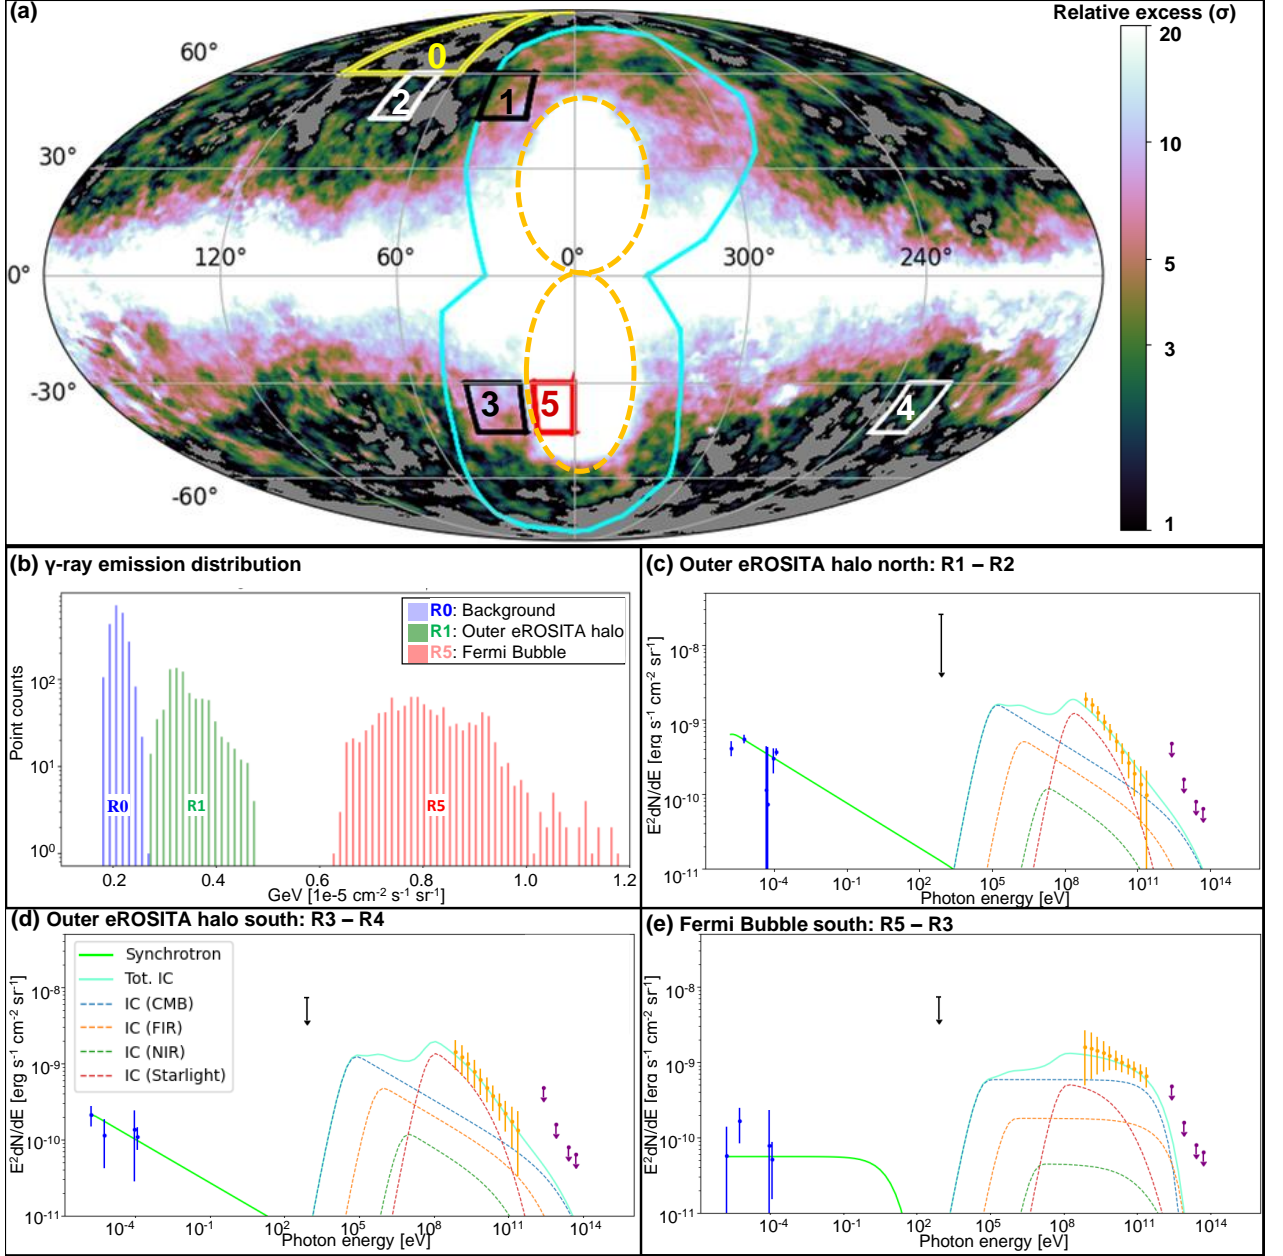 (a)
Relative excess (σ)
60°
0
20
2
1
30°
10
120°
60°
0°
300°
240°
0°
5
3
-30°
3
5
4
-60°
1
(b) γ-ray emission distribution
R0: Background
R1: Outer eROSITA halo
R5: Fermi Bubble
Point counts
10²
10¹
10⁰
R0
R1
R5
0.2
0.4
0.6
0.8
1.0
1.2
GeV [1e-5 cm⁻² s⁻¹ sr⁻¹]
(c) Outer eROSITA halo north: R1 – R2
E²dN/dE [erg s⁻¹ cm⁻² sr⁻¹]
10⁻⁸
10⁻⁹
10⁻¹⁰
10⁻¹¹
10⁻⁴
10⁻¹
10²
10⁵
10⁸
10¹¹
10¹⁴
Photon energy [eV]
(d) Outer eROSITA halo south: R3 – R4
Synchrotron
Tot. IC
IC (CMB)
IC (FIR)
IC (NIR)
IC (Starlight)
E²dN/dE [erg s⁻¹ cm⁻² sr⁻¹]
10⁻⁸
10⁻⁹
10⁻¹⁰
10⁻¹¹
10⁻⁴
10⁻¹
10²
10⁵
10⁸
10¹¹
10¹⁴
Photon energy [eV]
(e) Fermi Bubble south: R5 – R3
E²dN/dE [erg s⁻¹ cm⁻² sr⁻¹]
10⁻⁸
10⁻⁹
10⁻¹⁰
10⁻¹¹
10⁻⁴
10⁻¹
10²
10⁵
10⁸
10¹¹
10¹⁴
Photon energy [eV]